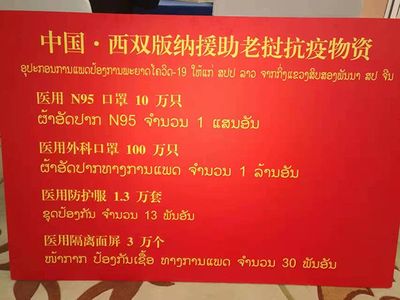 中国·西双版纳援助老挝抗疫物资
ອຸປະກອນການແພດປ້ອງການພະຍາດໂຄວິດ-19 ໃຫ້ແກ່ ສປປ ລາວ ຈາກກິ່ງແຂວງສິບສອງພັນນາ ສປ ຈີນ
医用 N95 口罩 10 万只
ຜ້າອັດປາກ N95 ຈຳນວນ 1 ແສນອັນ
医用外科口罩 100 万只
ຜ້າອັດປາກທາງການແພດ ຈຳນວນ 1 ລ້ານອັນ
医用防护服 1.3 万套
ຊຸດປ້ອງກັນ ຈຳນວນ 13 ພັນອັນ
医用隔离面屏 3 万个
ໜ້າກາກ ປ້ອງກັນເຊື້ອ ທາງການແພດ ຈຳນວນ 30 ພັນອັນ